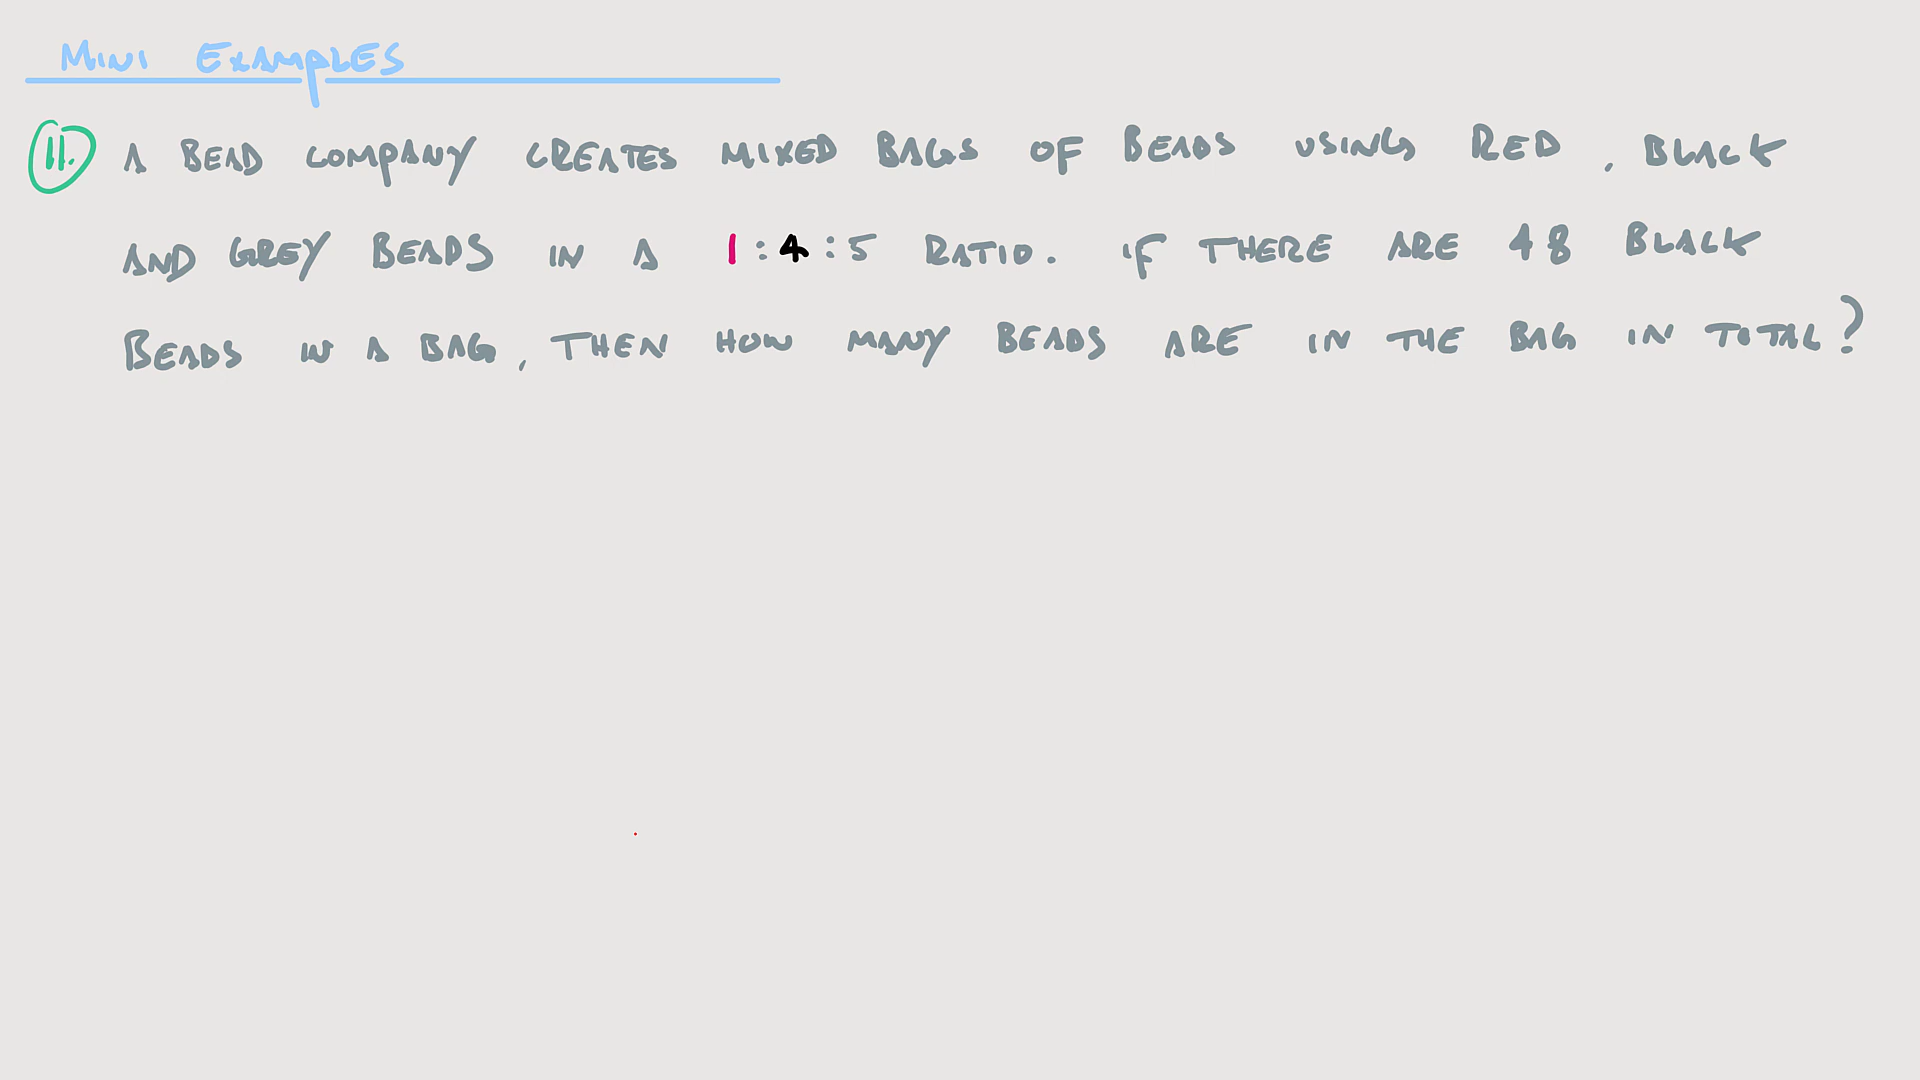 MINI EXAMPLES
11. A BEAD COMPANY CREATES MIXED BAGS OF BEADS USING RED, BLACK
AND GREY BEADS IN A 1:4:5 RATIO. IF THERE ARE 48 BLACK
BEADS IN A BAG, THEN HOW MANY BEADS ARE IN THE BAG IN TOTAL?